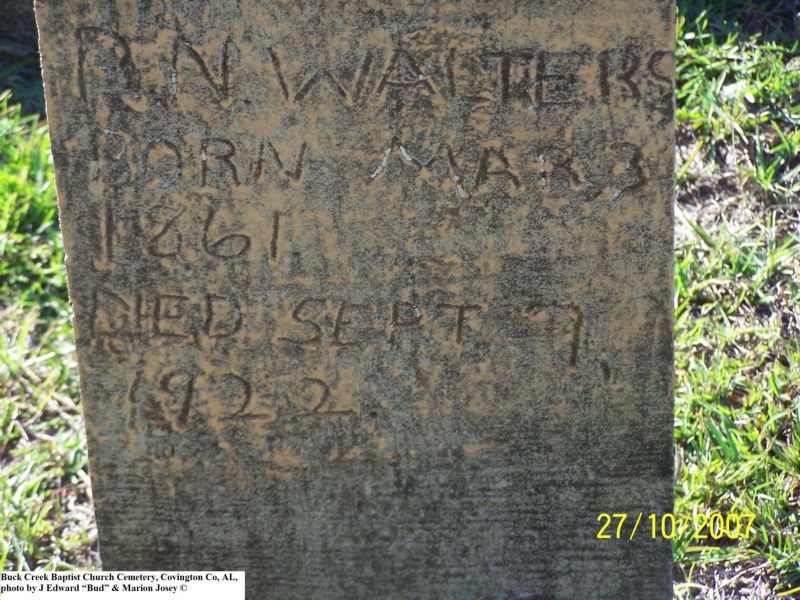 R.N. WALTERS
BORN MAR 3
1861.
DIED SEPT. 7,
1922
27/10/2007
Buck Creek Baptist Church Cemetery, Covington Co, AL,
photo by J Edward “Bud” & Marion Josey ©